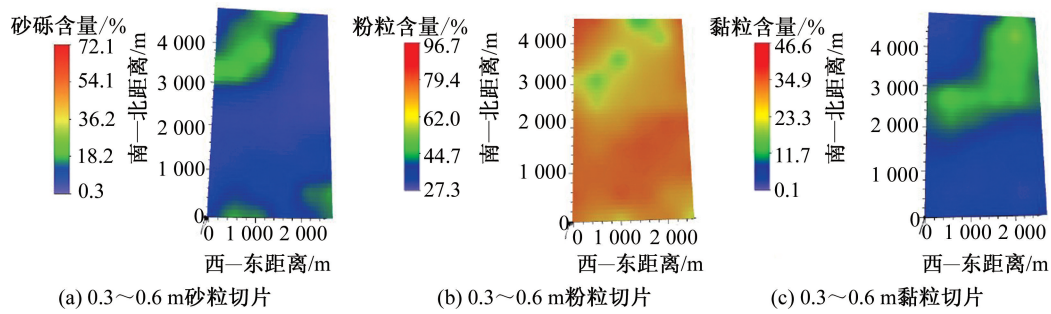 砂砾含量/%
72.1
54.1
36.2
18.2
0.3
南—北距离/m
4 000
3 000
2 000
1 000
0
0 1 000 2 000
西—东距离/m
(a) 0.3～0.6 m砂粒切片
粉粒含量/%
96.7
79.4
62.0
44.7
27.3
南—北距离/m
4 000
3 000
2 000
1 000
0
0 1 000 2 000
西—东距离/m
(b) 0.3～0.6 m粉粒切片
黏粒含量/%
46.6
34.9
23.3
11.7
0.1
南—北距离/m
4 000
3 000
2 000
1 000
0
0 1 000 2 000
西—东距离/m
(c) 0.3～0.6 m黏粒切片